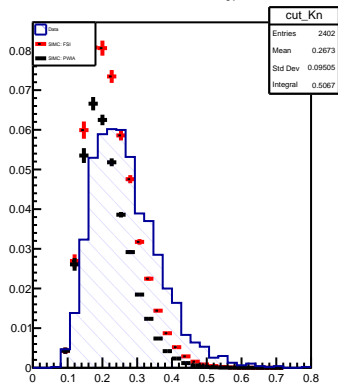 cut_Kn
Entries 2402
Mean 0.2673
Std Dev 0.09505
Integral 0.5067
Data
SIMC: FSI
SIMC: PWIA
0.08
0.07
0.06
0.05
0.04
0.03
0.02
0.01
0
0 0.1 0.2 0.3 0.4 0.5 0.6 0.7 0.8